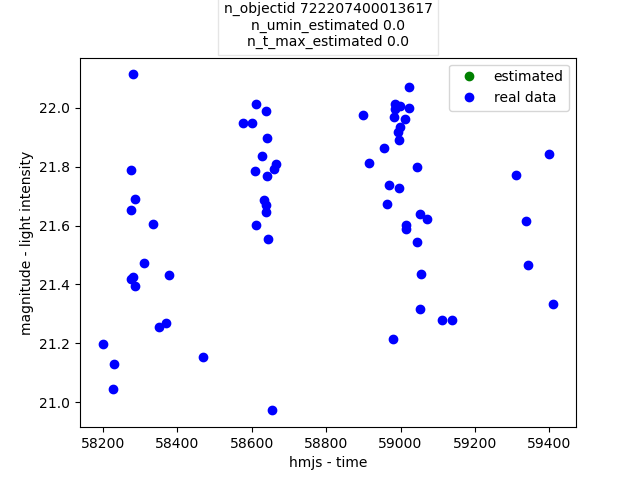 n_objectid 722207400013617
n_umin_estimated 0.0
n_t_max_estimated 0.0
estimated
real data
22.0
21.8
21.6
21.4
21.2
21.0
magnitude - light intensity
58200 58400 58600 58800 59000 59200 59400
hmjs - time